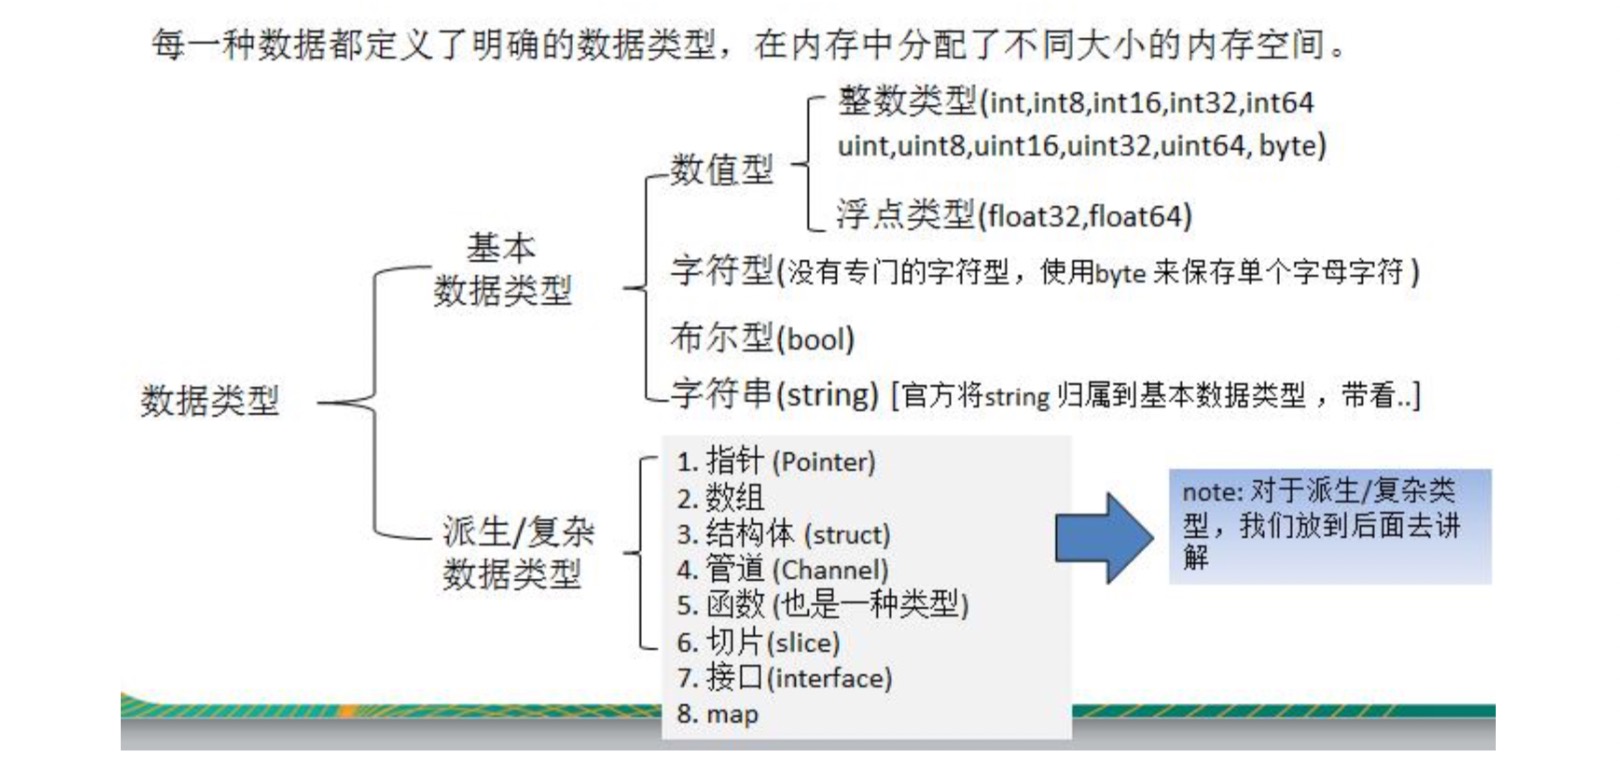 每一种数据都定义了明确的数据类型，在内存中分配了不同大小的内存空间。
整数类型(int,int8,int16,int32,int64
uint,uint8,uint16,uint32,uint64, byte)
数值型
浮点类型(float32,float64)
基本
数据类型
字符型(没有专门的字符型，使用byte 来保存单个字母字符 )
布尔型(bool)
字符串(string) [官方将string 归属到基本数据类型 ，带看..]
数据类型
派生/复杂
数据类型
1. 指针 (Pointer)
2. 数组
3. 结构体 (struct)
4. 管道 (Channel)
5. 函数 (也是一种类型)
6. 切片(slice)
7. 接口(interface)
8. map
note: 对于派生/复杂类
型，我们放到后面去讲
解